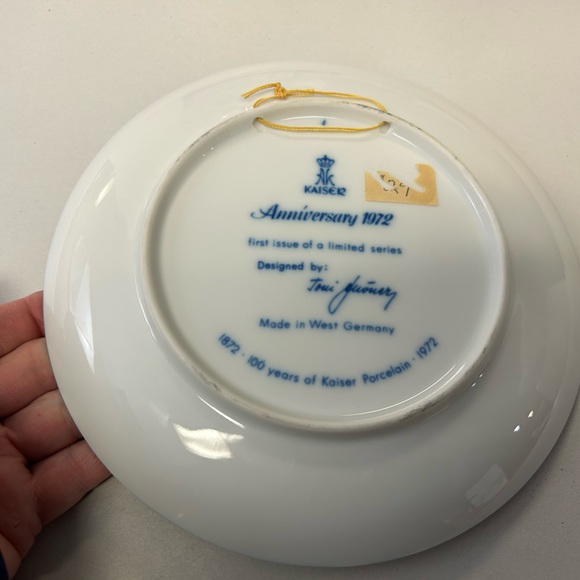 KAISER
Anniversary 1972
first issue of a limited series
Designed by:
Toni
Made in West Germany
1872 · 100 years of Kaiser Porcelain · 1972